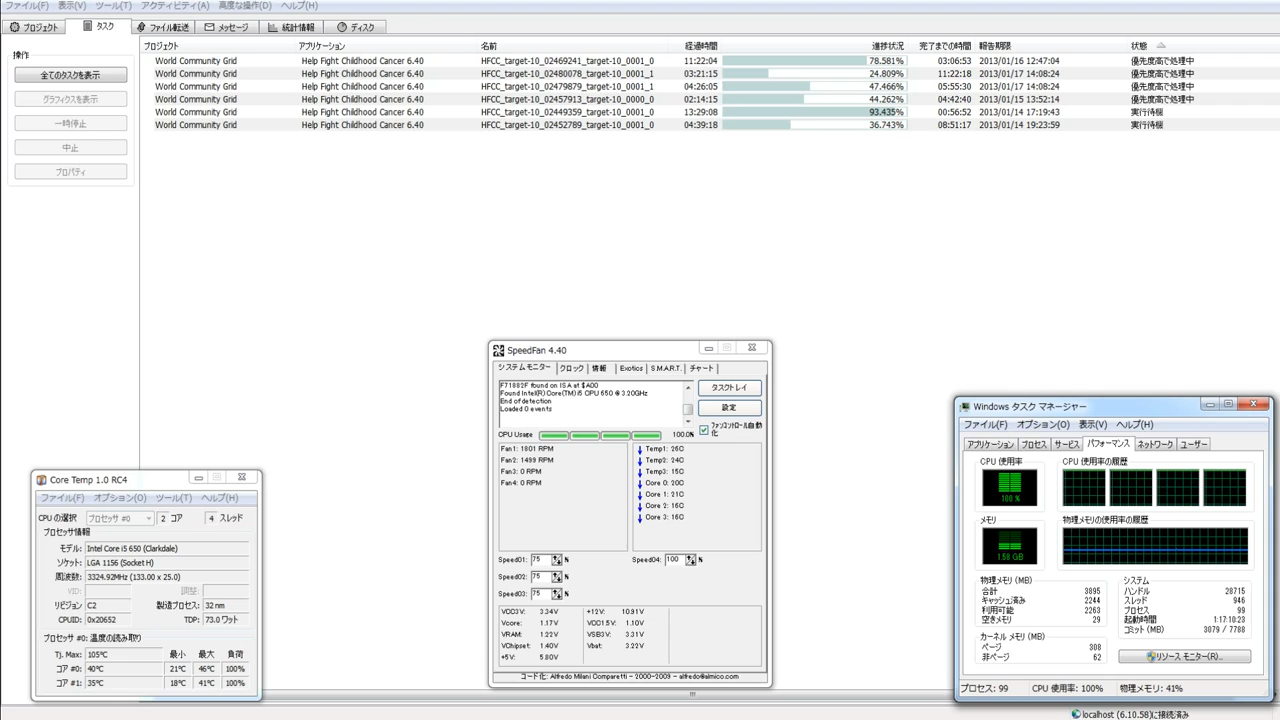 ファイル(F) 表示(V) ツール(T) アクティビティ(A) 高度な操作(D) ヘルプ(H)
プロジェクト タスク ファイル転送 メッセージ 統計情報 ディスク
操作
全てのタスクを表示
グラフィクスを表示
一時停止
中止
プロパティ
プロジェクト アプリケーション 名前 経過時間 進捗状況 完了までの時間 報告期限 状態
World Community Grid Help Fight Childhood Cancer 6.40 HFCC_target-10_02469241_target-10_0001_0 11:22:04 78.581% 03:06:53 2013/01/16 12:47:04 優先度高で処理中
World Community Grid Help Fight Childhood Cancer 6.40 HFCC_target-10_02480078_target-10_0001_1 03:21:15 24.809% 11:22:18 2013/01/17 14:08:24 優先度高で処理中
World Community Grid Help Fight Childhood Cancer 6.40 HFCC_target-10_02479879_target-10_0001_1 04:26:05 47.466% 05:55:30 2013/01/17 14:08:24 優先度高で処理中
World Community Grid Help Fight Childhood Cancer 6.40 HFCC_target-10_02457913_target-10_0000_0 02:14:15 44.262% 04:42:40 2013/01/15 13:52:14 優先度高で処理中
World Community Grid Help Fight Childhood Cancer 6.40 HFCC_target-10_02449359_target-10_0001_0 13:29:08 93.435% 00:56:52 2013/01/14 17:19:43 実行待機
World Community Grid Help Fight Childhood Cancer 6.40 HFCC_target-10_02452789_target-10_0001_0 04:39:18 36.743% 08:51:17 2013/01/14 19:23:59 実行待機
SpeedFan 4.40
システムモニター クロック 情報 Exotics S.M.A.R.T. チャート
F71882F found on ISA at $A00
Found Intel(R) Core(TM) i5 CPU 650 @ 3.20GHz
End of detection
Loaded 0 events
タスクトレイ
設定
ファンコントロール自動化
CPU Usage 100.0%
Fan1: 1801 RPM
Fan2: 1499 RPM
Fan3: 0 RPM
Fan4: 0 RPM
Temp1: 26C
Temp2: 24C
Temp3: 15C
Core 0: 20C
Core 1: 21C
Core 2: 16C
Core 3: 16C
Speed01: 75 % Speed04: 100 %
Speed02: 75 %
Speed03: 75 %
VCC3V 3.34V +12V 10.91V
Vcore: 1.17V VCC1.5V: 1.10V
VRAM: 1.22V VSB3V: 3.31V
VChipset: 1.40V Vbat: 3.22V
+5V: 5.80V
コード化: Alfredo Milani Comparetti - 2000-2009 - alfredo@almico.com
Core Temp 1.0 RC4
ファイル(F) オプション(O) ツール(T) ヘルプ(H)
CPU の選択 プロセッサ #0 2 コア 4 スレッド
プロセッサ情報
モデル: Intel Core i5 650 (Clarkdale)
ソケット: LGA 1156 (Socket H)
周波数: 3324.92MHz (133.00 x 25.0)
VID: 調整:
リビジョン C2 製造プロセス: 32 nm
CPUID: 0x20652 TDP: 73.0 ワット
プロセッサ #0: 温度の読み取り
Tj. Max: 105℃ 最小 最大 負荷
コア #0: 40℃ 21℃ 46℃ 100%
コア #1: 35℃ 18℃ 41℃ 100%
Windows タスク マネージャー
ファイル(F) オプション(O) 表示(V) ヘルプ(H)
アプリケーション プロセス サービス パフォーマンス ネットワーク ユーザー
CPU 使用率 CPU 使用率の履歴
100 %
メモリ 物理メモリの使用率の履歴
1.58 GB
物理メモリ (MB)
合計 3895
キャッシュ済み 2244
利用可能 2263
空きメモリ 29
カーネル メモリ (MB)
ページ 308
非ページ 62
システム
ハンドル 28715
スレッド 946
プロセス 99
起動時間 1:17:10:23
コミット (MB) 3079 / 7788
リソース モニター(R)...
プロセス: 99 CPU 使用率: 100% 物理メモリ: 41%
localhost (6.10.58)に接続済み